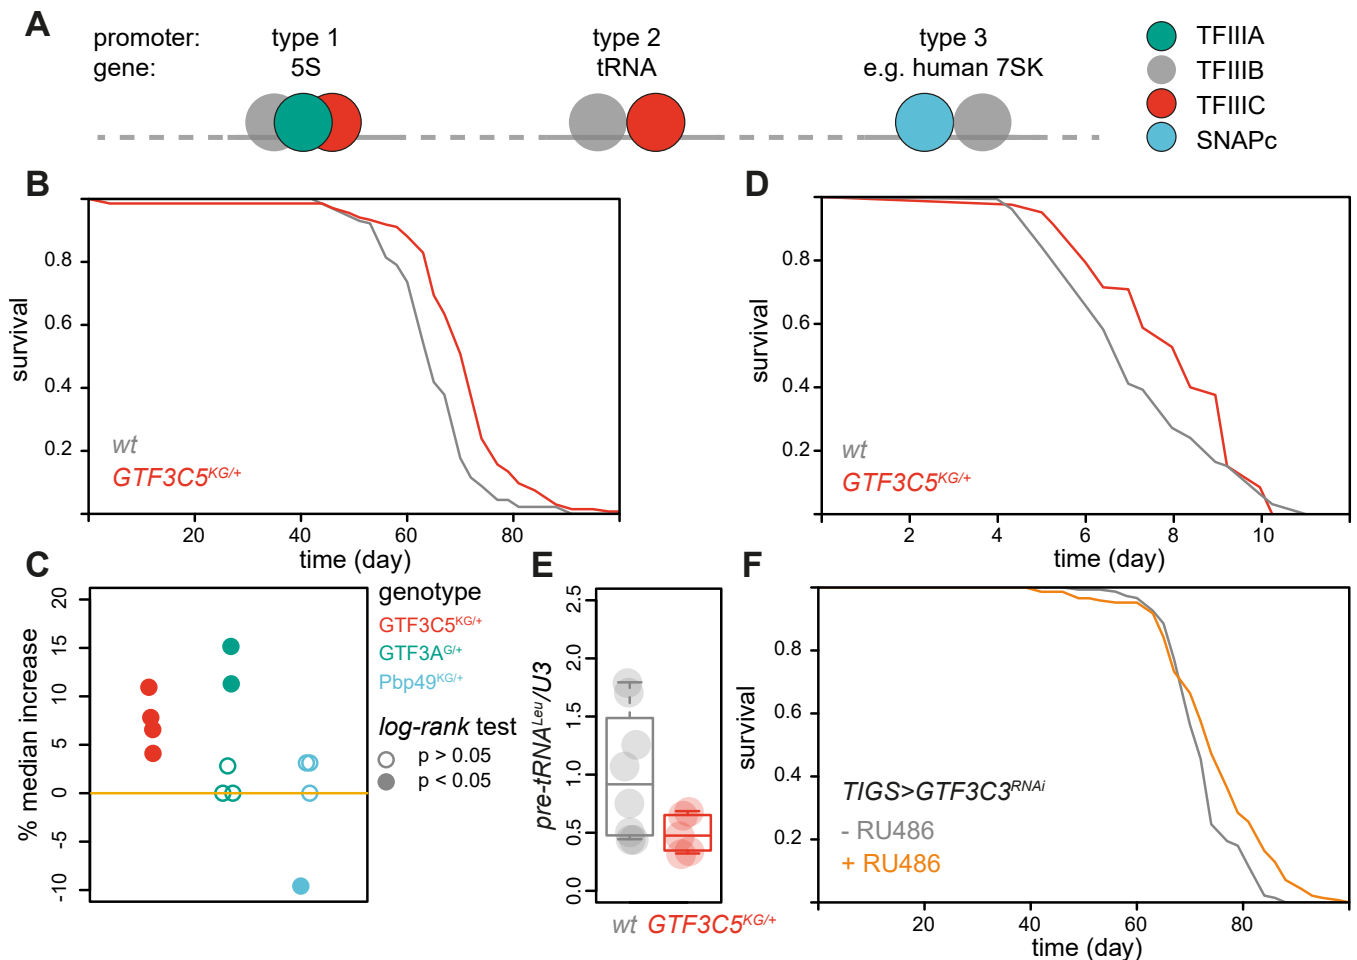 A
promoter: type 1 type 2 type 3
gene: 5S tRNA e.g. human 7SK
TFIIIA
TFIIIB
TFIIIC
SNAPc
B
survival
0.8
0.6
0.4
0.2
wt
GTF3C5KG/+
20 40 60 80
time (day)
D
survival
0.8
0.6
0.4
0.2
wt
GTF3C5KG/+
2 4 6 8 10
time (day)
C
% median increase
20
15
10
5
0
-5
-10
genotype
GTF3C5KG/+
GTF3AG/+
Pbp49KG/+
log-rank test
p > 0.05
p < 0.05
E
pre-tRNALeu/U3
2.5
2.0
1.5
1.0
0.5
0.0
wt GTF3C5KG/+
F
survival
0.8
0.6
0.4
0.2
TIGS>GTF3C3RNAi
- RU486
+ RU486
20 40 60 80
time (day)